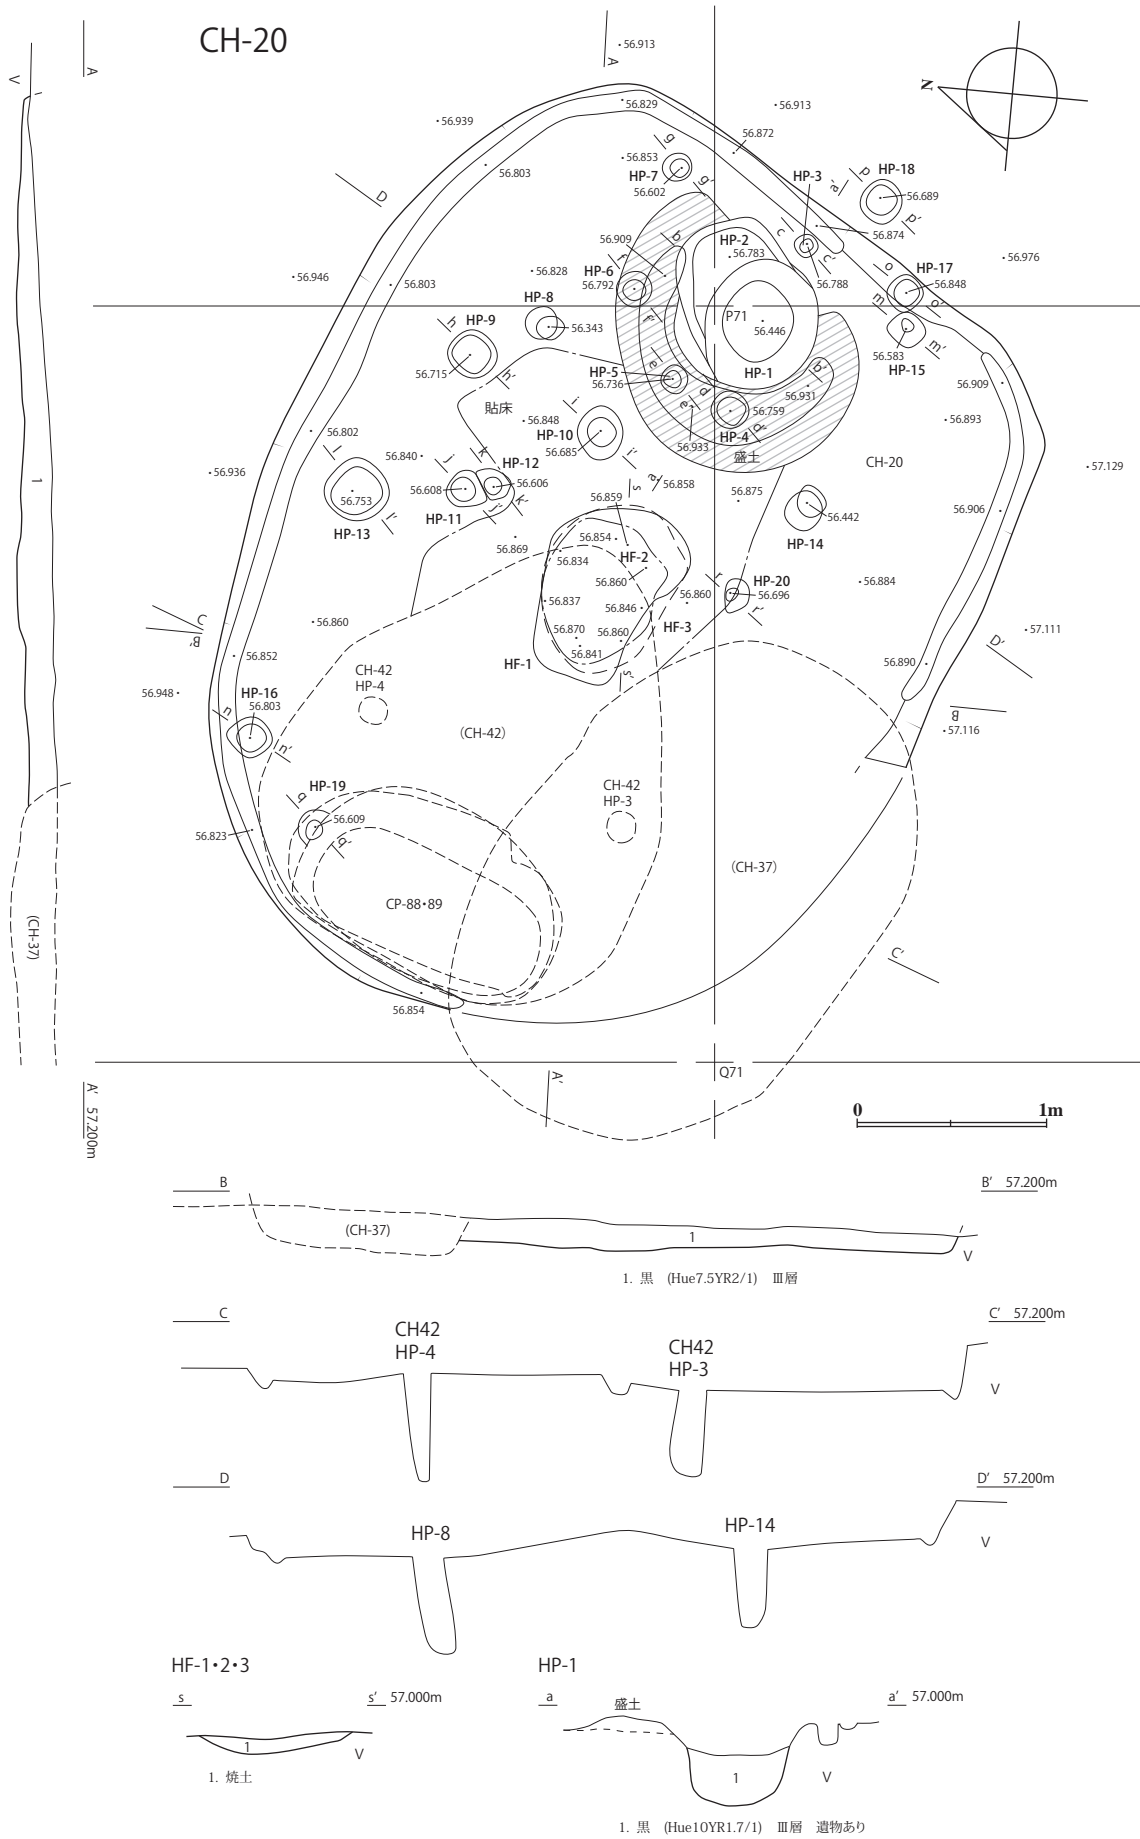 CH-20
N
V
A
A
56.913
56.829
56.913
56.939
56.872
D
g
56.853
56.803
HP-7
g'
56.602
HP-3
p
HP-18
a'
56.689
p'
c
56.909
b
HP-2
56.783
c'
56.874
f
HP-6
56.792
56.828
56.788
o
HP-17
56.976
56.946
56.803
56.848
HP-8
f'
P71
m
o'
h
HP-9
56.343
56.446
m'
56.583
HP-15
56.715
h'
e
HP-5
56.736
HP-1
b'
56.909
貼床
e'
d
56.931
56.848
i
56.759
56.893
HP-10
HP-4
d'
56.802
56.685
56.933
盛土
CH-20
l
56.840
j
k
HP-12
i'
a
56.858
56.936
57.129
1
56.608
56.606
56.859
s
56.875
56.753
HP-11
j'
k'
56.906
HP-13
l'
56.442
56.854
HP-14
56.869
56.834
HF-2
56.860
r
HP-20
56.884
C
B'
56.837
56.846
56.860
56.696
56.860
56.870
56.860
HF-3
r'
57.111
56.852
56.841
56.890
D'
HF-1
s'
CH-42
HP-4
56.948
HP-16
56.803
n
B
(CH-42)
57.116
n'
HP-19
CH-42
HP-3
q
56.609
56.823
q'
(CH-37)
CP-88・89
(CH-37)
C'
56.854
A'
Q71
A' 57.200m
0 1m
B B' 57.200m
(CH-37)
1
V
1. 黒 (Hue7.5YR2/1) Ⅲ層
C C' 57.200m
CH42
HP-4
CH42
HP-3
V
D D' 57.200m
HP-8
HP-14
V
HF-1・2・3
HP-1
s s' 57.000m
a a' 57.000m
盛土
1
V
1
V
1. 焼土
1. 黒 (Hue10YR1.7/1) Ⅲ層 遺物あり